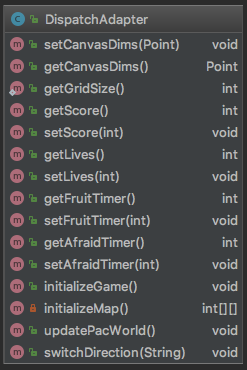 DispatchAdapter
setCanvasDims(Point) void
getCanvasDims() Point
getGridSize() int
getScore() int
setScore(int) void
getLives() int
setLives(int) void
getFruitTimer() int
setFruitTimer(int) void
getAfraidTimer() int
setAfraidTimer(int) void
initializeGame() void
initializeMap() int[][]
updatePacWorld() void
switchDirection(String) void